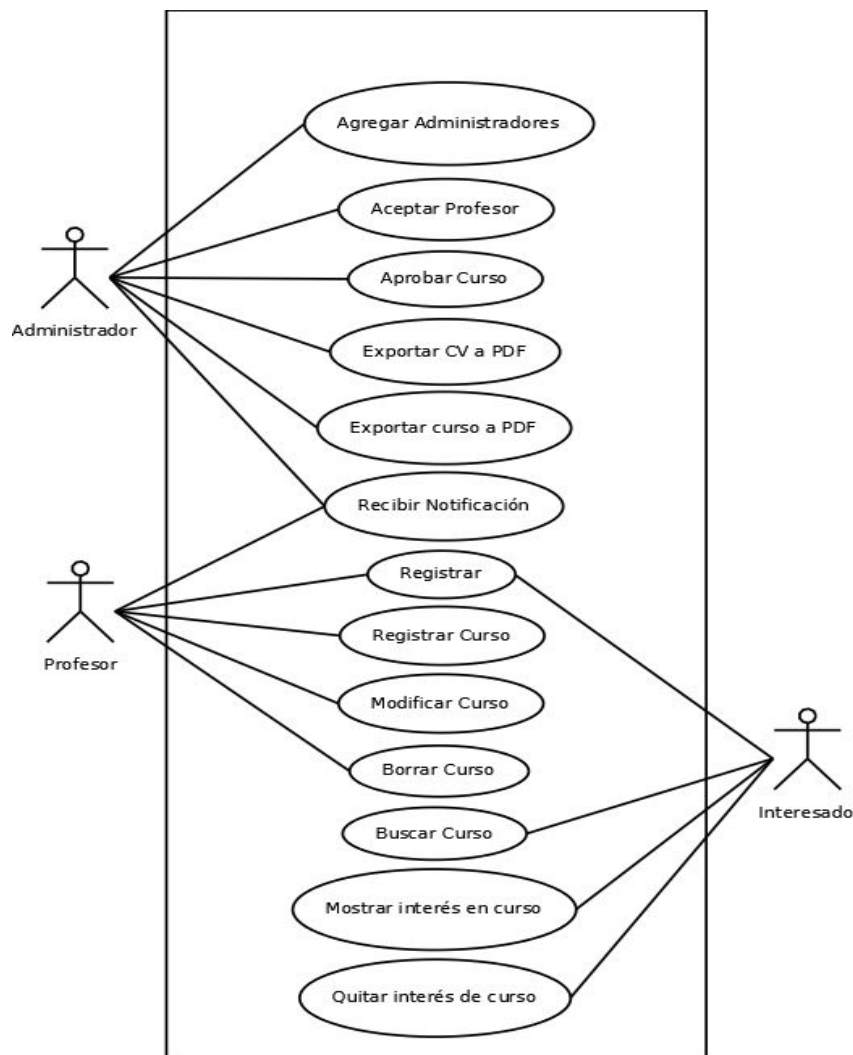 Agregar Administradores
Aceptar Profesor
Aprobar Curso
Administrador
Exportar CV a PDF
Exportar curso a PDF
Recibir Notificación
Registrar
Registrar Curso
Profesor
Modificar Curso
Borrar Curso
Interesado
Buscar Curso
Mostrar interés en curso
Quitar interés de curso